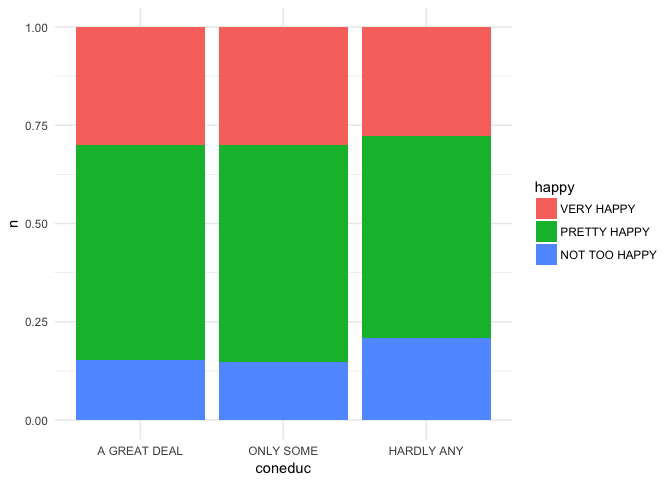 1.00
0.75
0.50
0.25
0.00
n
A GREAT DEAL
ONLY SOME
HARDLY ANY
coneduc
happy
VERY HAPPY
PRETTY HAPPY
NOT TOO HAPPY